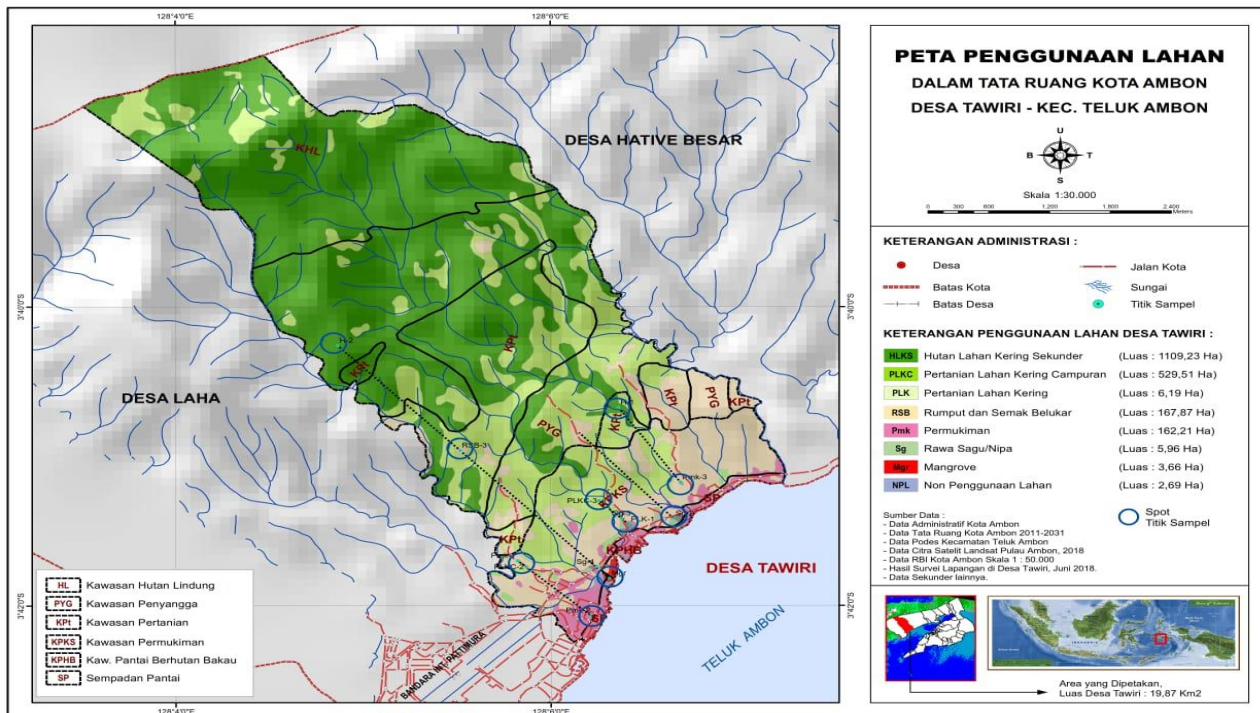 128°4'0"E
128°6'0"E
3°40'0"S
3°42'0"S
3°40'0"S
3°42'0"S
128°4'0"E
128°6'0"E
DESA HATIVE BESAR
KHL
H-2
KPt
DESA LAHA
KPt
PYG
KPt
PYG
KPt
RSB-3
Pmk-3
PLKC-3
SP
KPt
KPHB
DESA TAWIRI
TELUK AMBON
BANDARA INT. PATTIMURA
HL Kawasan Hutan Lindung
PYG Kawasan Penyangga
KPt Kawasan Pertanian
KPKS Kawasan Permukiman
KPHB Kaw. Pantai Berhutan Bakau
SP Sempadan Pantai
PETA PENGGUNAAN LAHAN
DALAM TATA RUANG KOTA AMBON
DESA TAWIRI - KEC. TELUK AMBON
U
B T
S
Skala 1:30.000
0 300 600 1.200 1.800 2.400
Meters
KETERANGAN ADMINISTRASI :
Desa Jalan Kota
Batas Kota Sungai
Batas Desa Titik Sampel
KETERANGAN PENGGUNAAN LAHAN DESA TAWIRI :
HLKS Hutan Lahan Kering Sekunder (Luas : 1109,23 Ha)
PLKC Pertanian Lahan Kering Campuran (Luas : 529,51 Ha)
PLK Pertanian Lahan Kering (Luas : 6,19 Ha)
RSB Rumput dan Semak Belukar (Luas : 167,87 Ha)
Pmk Permukiman (Luas : 162,21 Ha)
Sg Rawa Sagu/Nipa (Luas : 5,96 Ha)
Mgr Mangrove (Luas : 3,66 Ha)
NPL Non Penggunaan Lahan (Luas : 2,69 Ha)
Sumber Data :
- Data Administratif Kota Ambon
- Data Tata Ruang Kota Ambon 2011-2031
- Data Podes Kecamatan Teluk Ambon
- Data Citra Satelit Landsat Pulau Ambon, 2018
- Data RBI Kota Ambon Skala 1 : 50.000
- Hasil Survei Lapangan di Desa Tawiri, Juni 2018.
- Data Sekunder lainnya.
Spot
Titik Sampel
Area yang Dipetakan,
Luas Desa Tawiri : 19,87 Km2